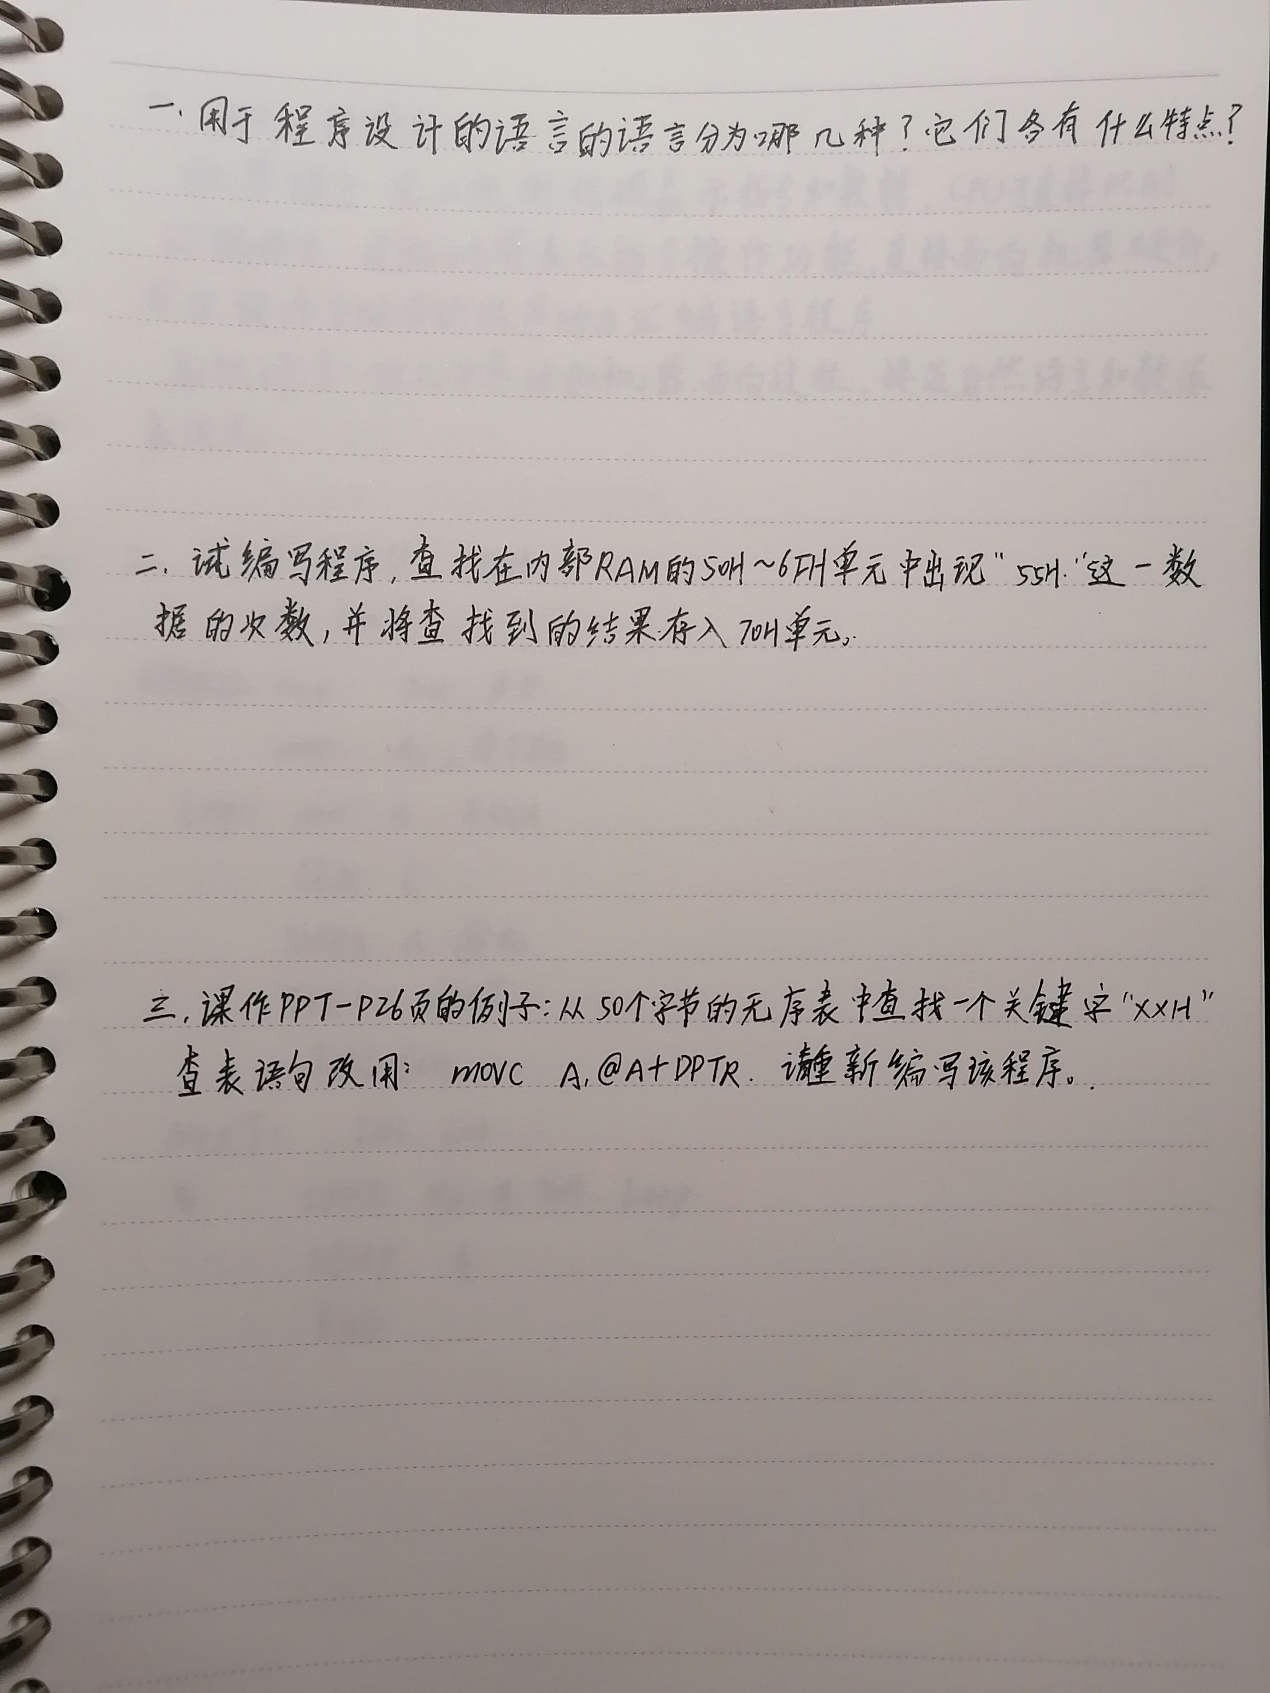 一.用于程序设计的语言的语言分为哪几种?它们各有什么特点?
二.试编写程序,查找在内部RAM的50H~6FH单元中出现"55H."这一数
据的次数,并将查找到的结果存入70H单元。
三.课作PPT-P26页的例子:从50个字节的无序表中查找一个关键字"XXH"
查表语句改用: MOVC A,@A+DPTR. 请重新编写该程序。